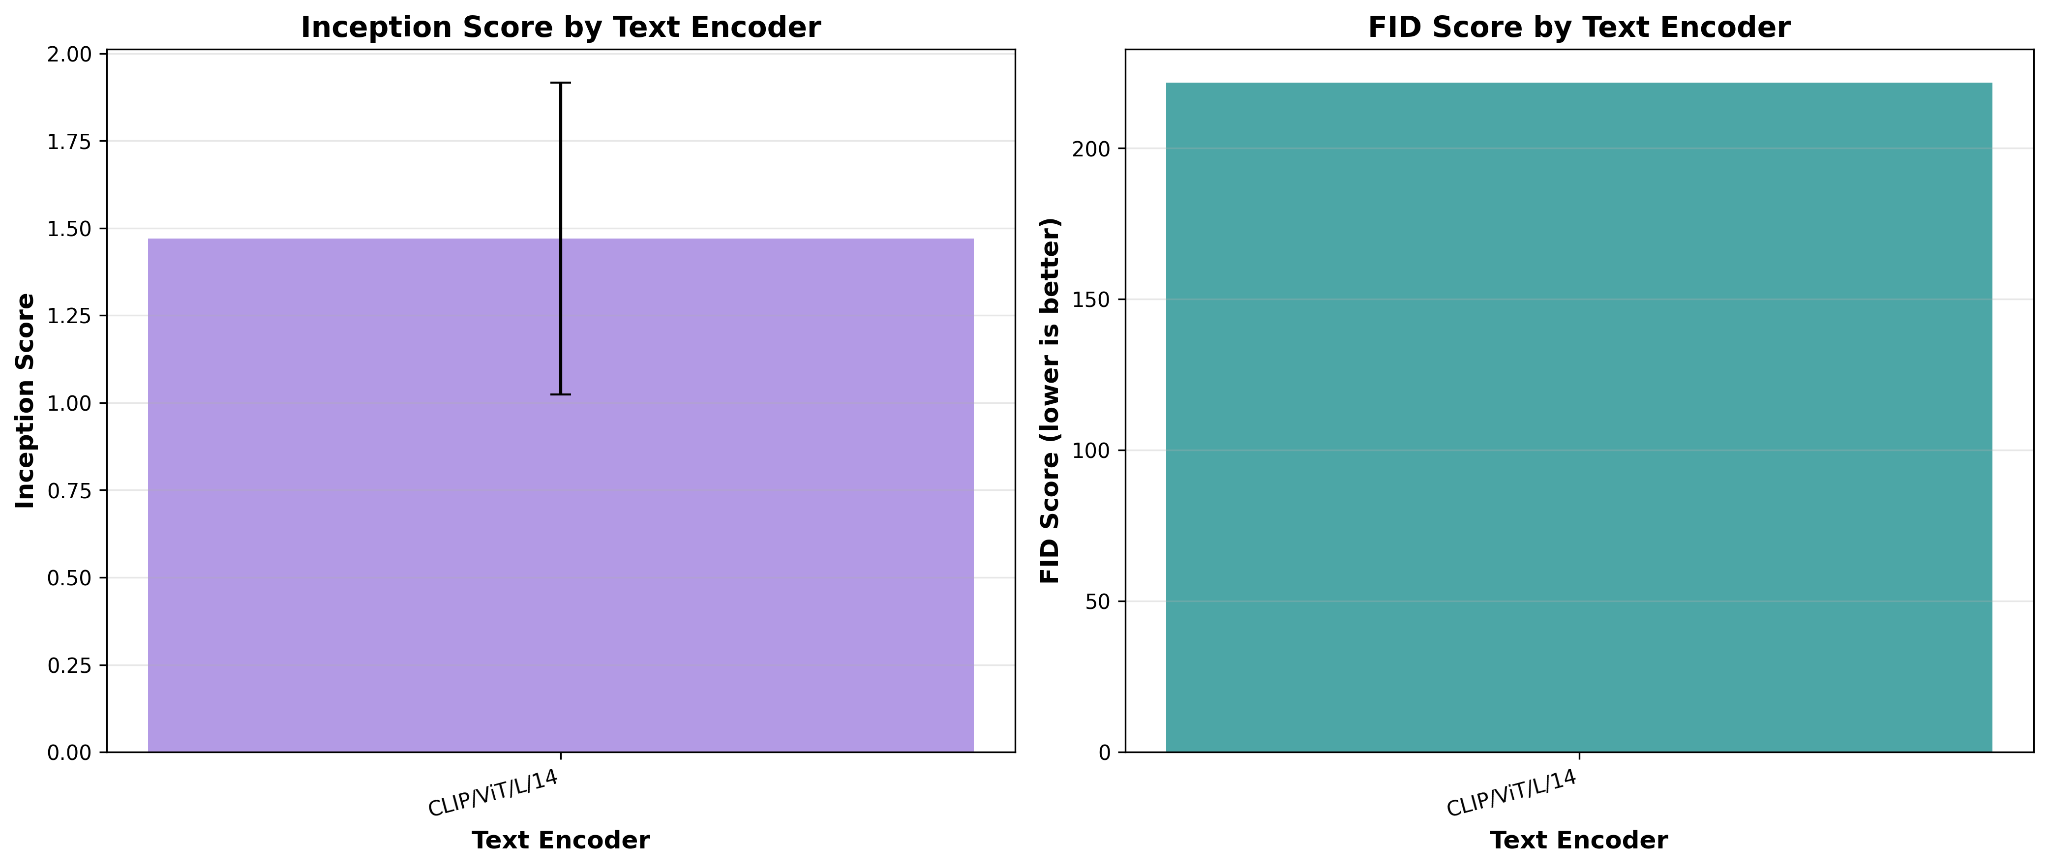 Inception Score by Text Encoder
2.00
1.75
1.50
1.25
1.00
0.75
0.50
0.25
0.00
Inception Score
CLIP/ViT/L/14
Text Encoder
FID Score by Text Encoder
200
150
100
50
0
FID Score (lower is better)
CLIP/ViT/L/14
Text Encoder